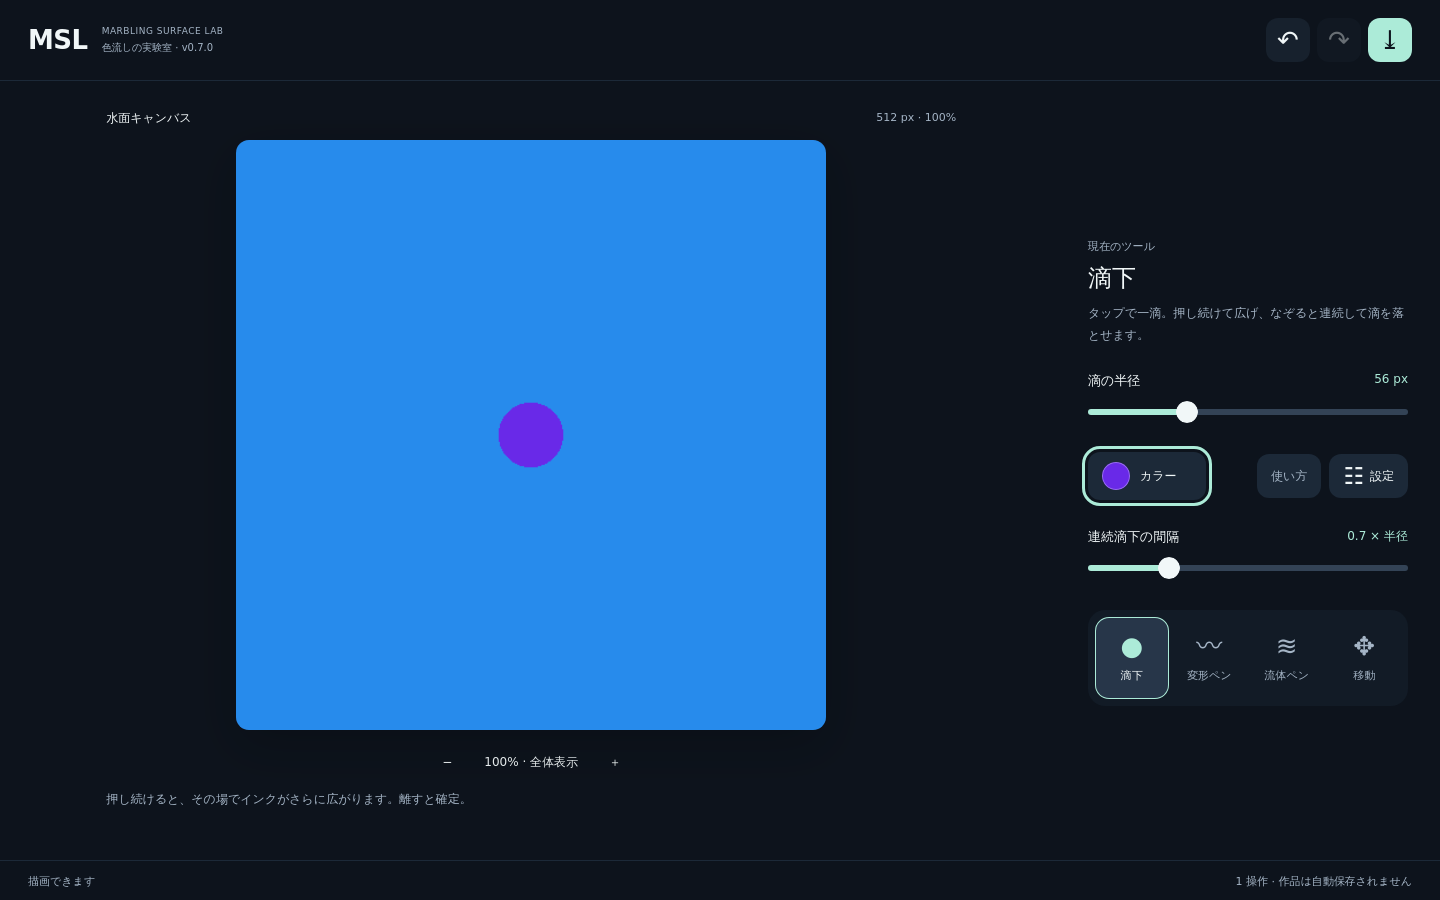 MSL
MARBLING SURFACE LAB
色流しの実験室 · v0.7.0
水面キャンバス
512 px · 100%
現在のツール
滴下
タップで一滴。押し続けて広げ、なぞると連続して滴を落
とせます。
滴の半径
56 px
カラー
使い方
設定
連続滴下の間隔
0.7 × 半径
滴下
変形ペン
流体ペン
移動
− 100% · 全体表示 +
押し続けると、その場でインクがさらに広がります。離すと確定。
描画できます
1 操作 · 作品は自動保存されません